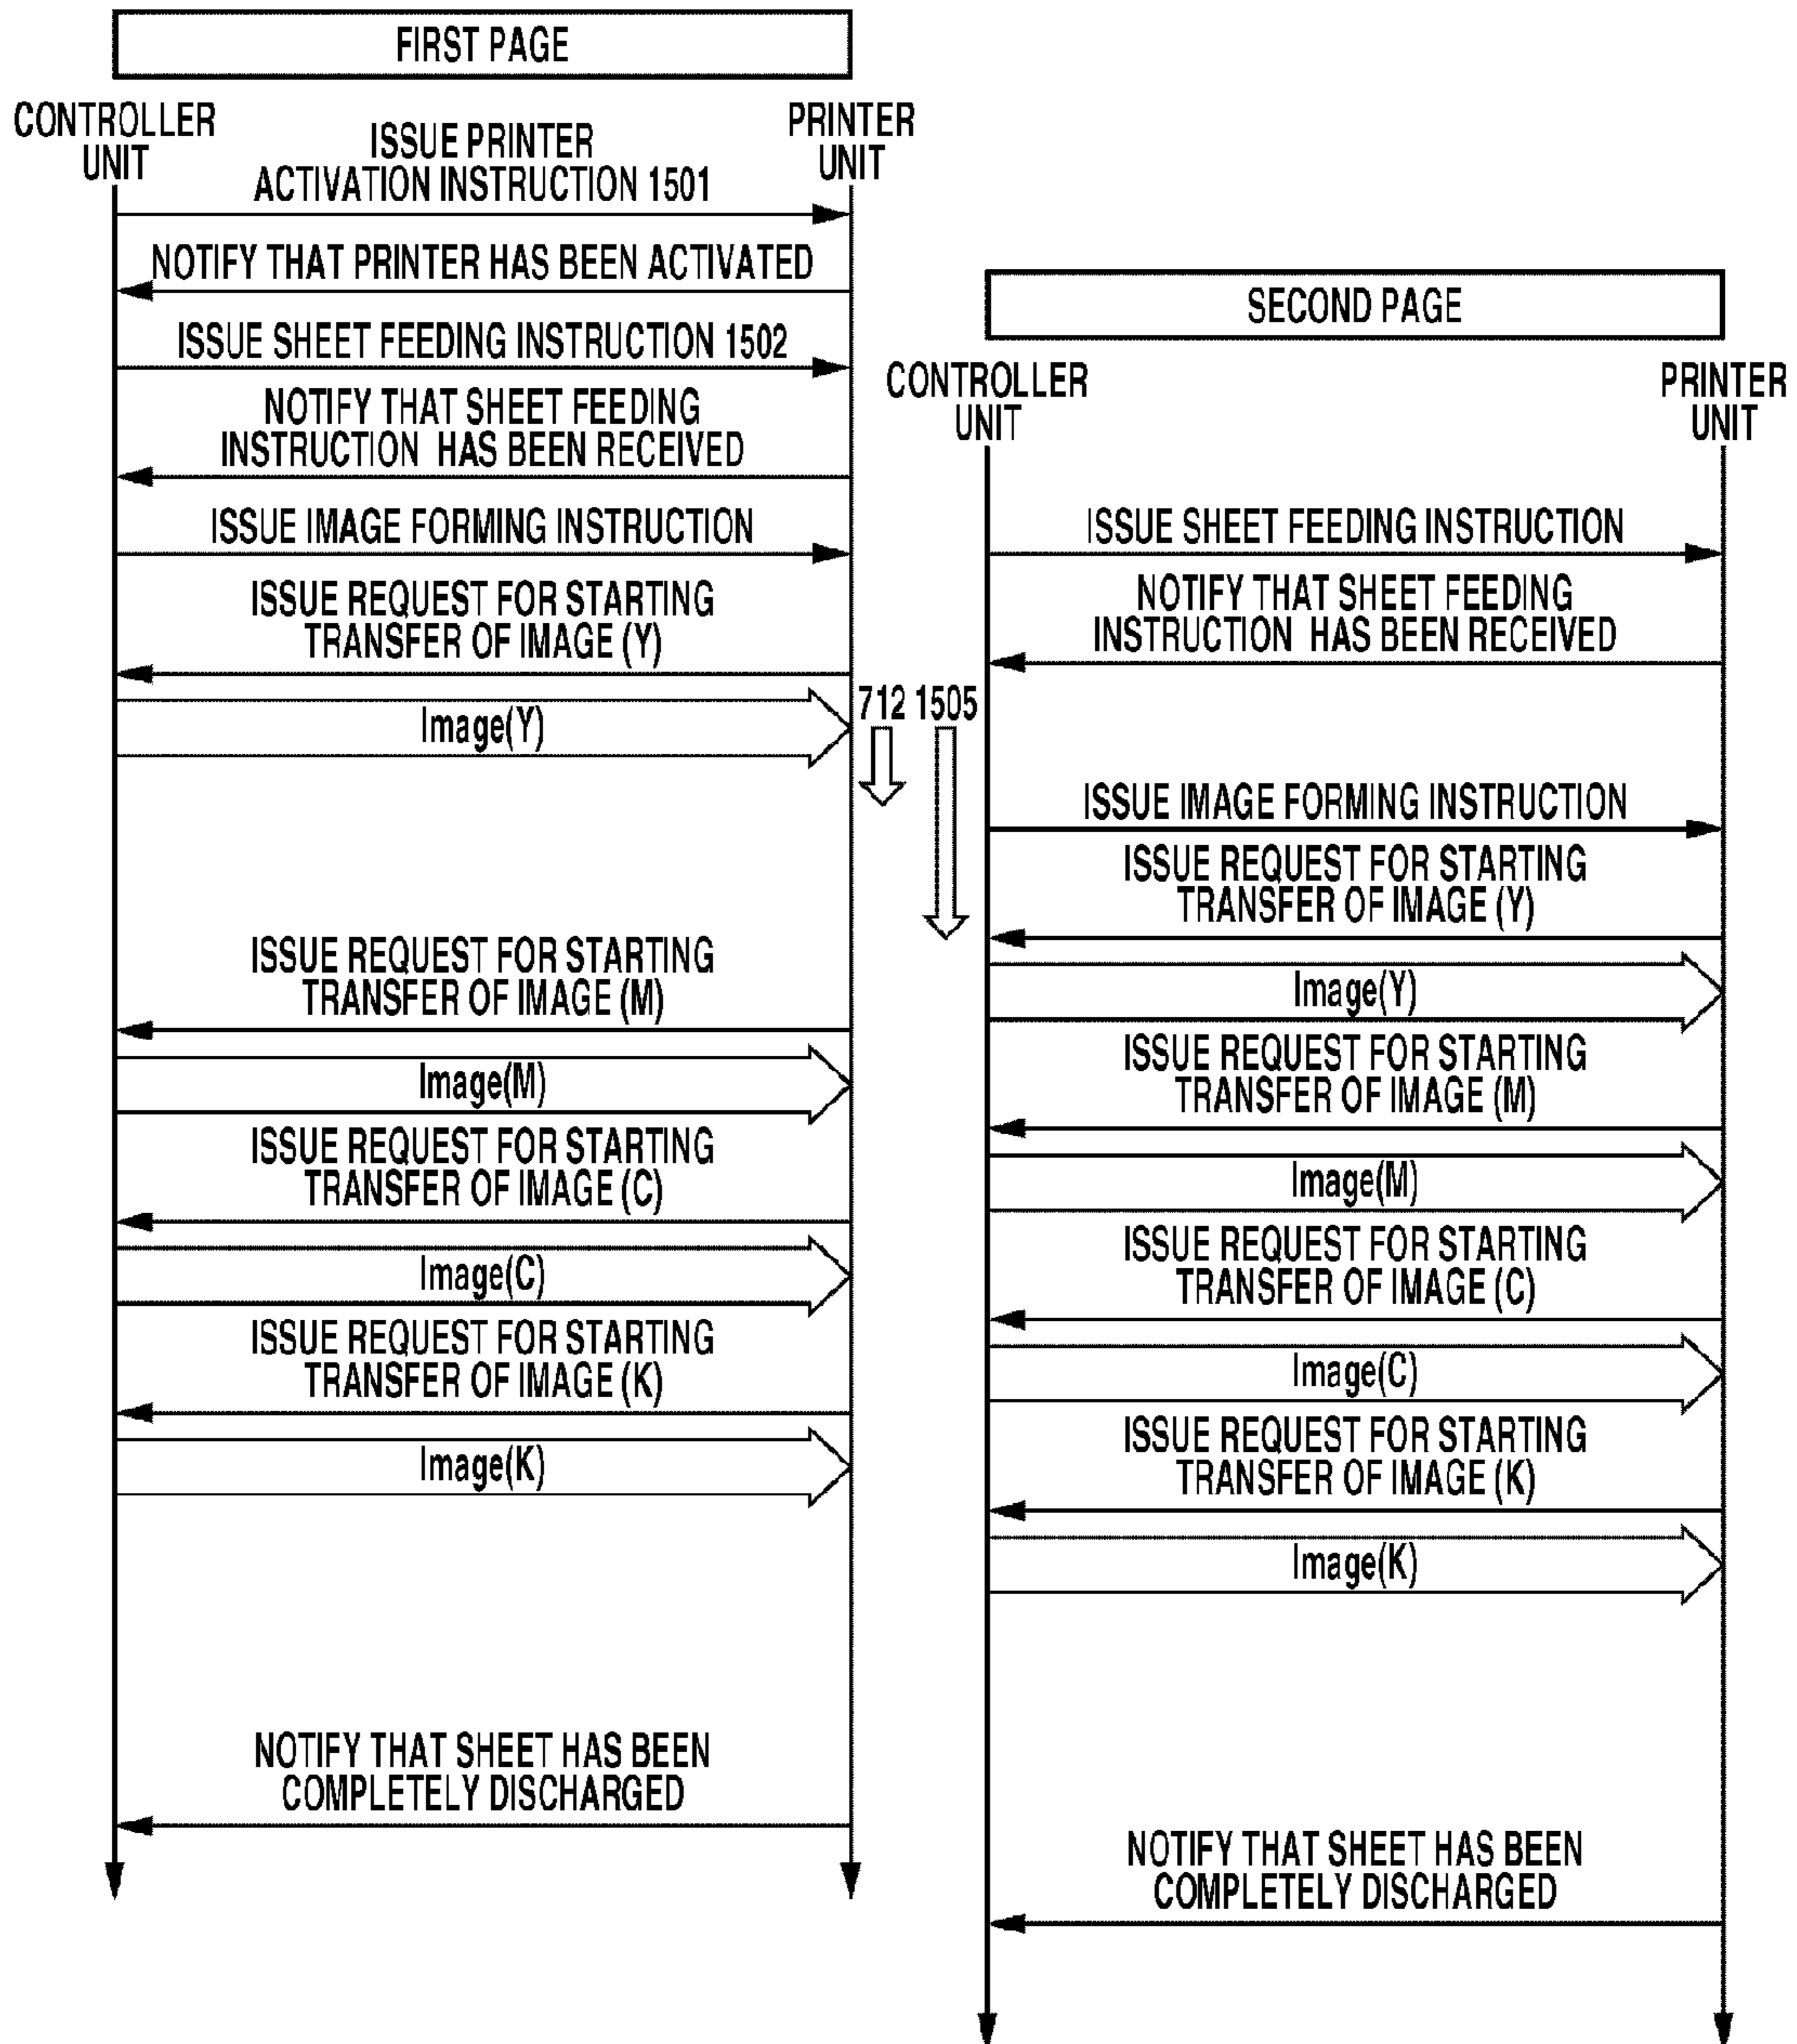 FIRST PAGE
CONTROLLER
UNIT
PRINTER
UNIT
ISSUE PRINTER
ACTIVATION INSTRUCTION 1501
NOTIFY THAT PRINTER HAS BEEN ACTIVATED
ISSUE SHEET FEEDING INSTRUCTION 1502
NOTIFY THAT SHEET FEEDING
INSTRUCTION HAS BEEN RECEIVED
ISSUE IMAGE FORMING INSTRUCTION
ISSUE REQUEST FOR STARTING
TRANSFER OF IMAGE (Y)
Image(Y)
ISSUE REQUEST FOR STARTING
TRANSFER OF IMAGE (M)
Image(M)
ISSUE REQUEST FOR STARTING
TRANSFER OF IMAGE (C)
Image(C)
ISSUE REQUEST FOR STARTING
TRANSFER OF IMAGE (K)
Image(K)
NOTIFY THAT SHEET HAS BEEN
COMPLETELY DISCHARGED
712 1505
SECOND PAGE
CONTROLLER
UNIT
PRINTER
UNIT
ISSUE SHEET FEEDING INSTRUCTION
NOTIFY THAT SHEET FEEDING
INSTRUCTION HAS BEEN RECEIVED
ISSUE IMAGE FORMING INSTRUCTION
ISSUE REQUEST FOR STARTING
TRANSFER OF IMAGE (Y)
Image(Y)
ISSUE REQUEST FOR STARTING
TRANSFER OF IMAGE (M)
Image(M)
ISSUE REQUEST FOR STARTING
TRANSFER OF IMAGE (C)
Image(C)
ISSUE REQUEST FOR STARTING
TRANSFER OF IMAGE (K)
Image(K)
NOTIFY THAT SHEET HAS BEEN
COMPLETELY DISCHARGED